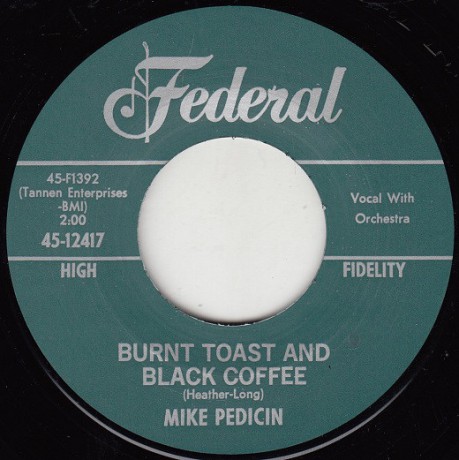 Federal
45-F1392
(Tannen Enterprises
-BMI)
2:00
45-12417
Vocal With
Orchestra
HIGH FIDELITY
BURNT TOAST AND
BLACK COFFEE
(Heather-Long)
MIKE PEDICIN